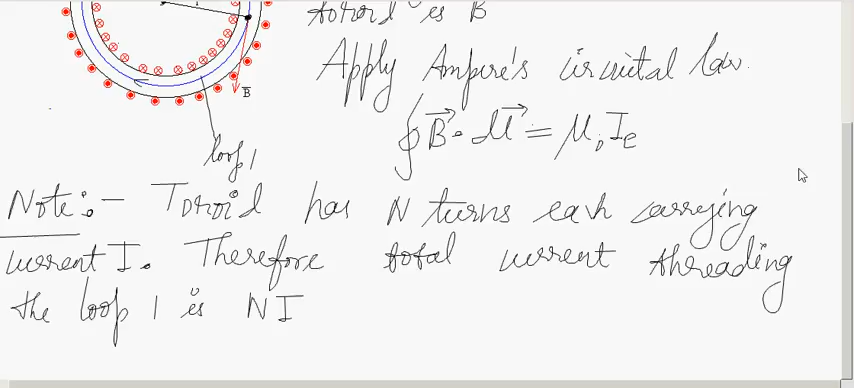 toroid is B
Apply Ampire's circuital law.
B
∮B⃗.dl⃗ = μ₀Ie
loop 1
Note:- Toroid has N turns each carrying
current I. Therefore total current threading
the loop 1 is NI